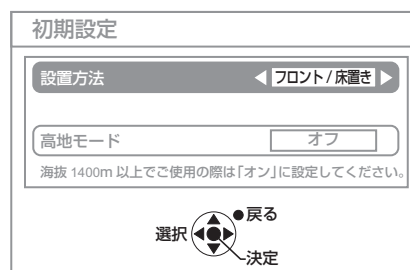 初期設定
設置方法 フロント/床置き
高地モード オフ
海抜 1400m 以上でご使用の際は「オン」に設定してください。
戻る
選択
決定